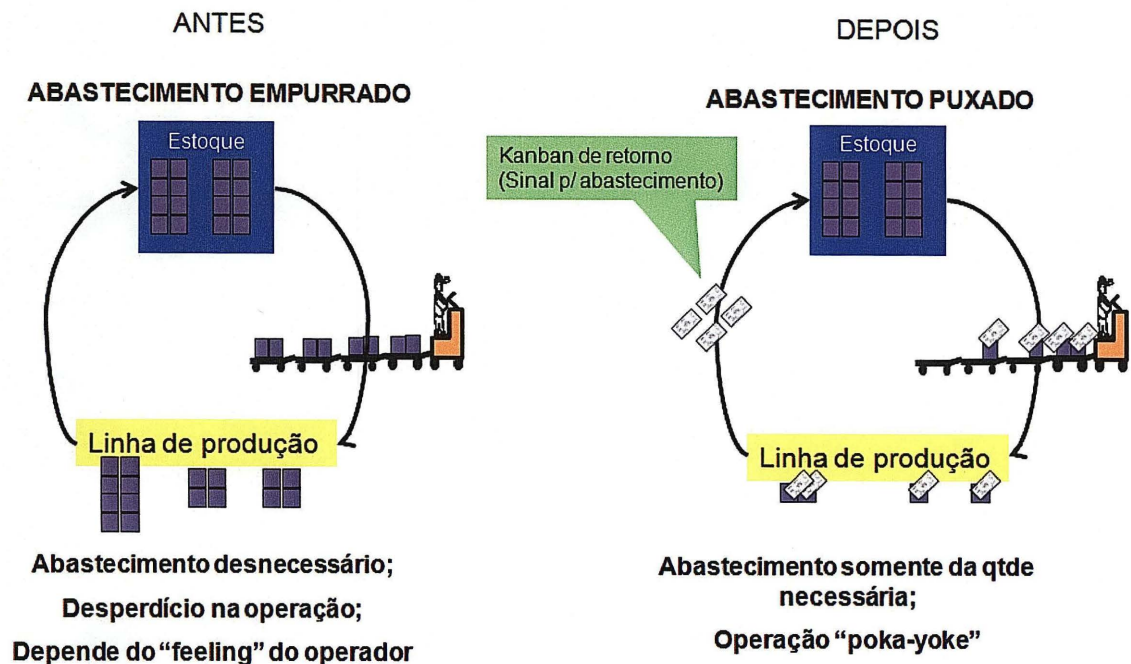 ANTES
ABASTECIMENTO EMPURRADO
Estoque
Linha de produção
Abastecimento desnecessário;
Desperdício na operação;
Depende do “feeling” do operador
DEPOIS
ABASTECIMENTO PUXADO
Estoque
Kanban de retorno
(Sinal p/ abastecimento)
Linha de produção
Abastecimento somente da qtde
necessária;
Operação “poka-yoke”